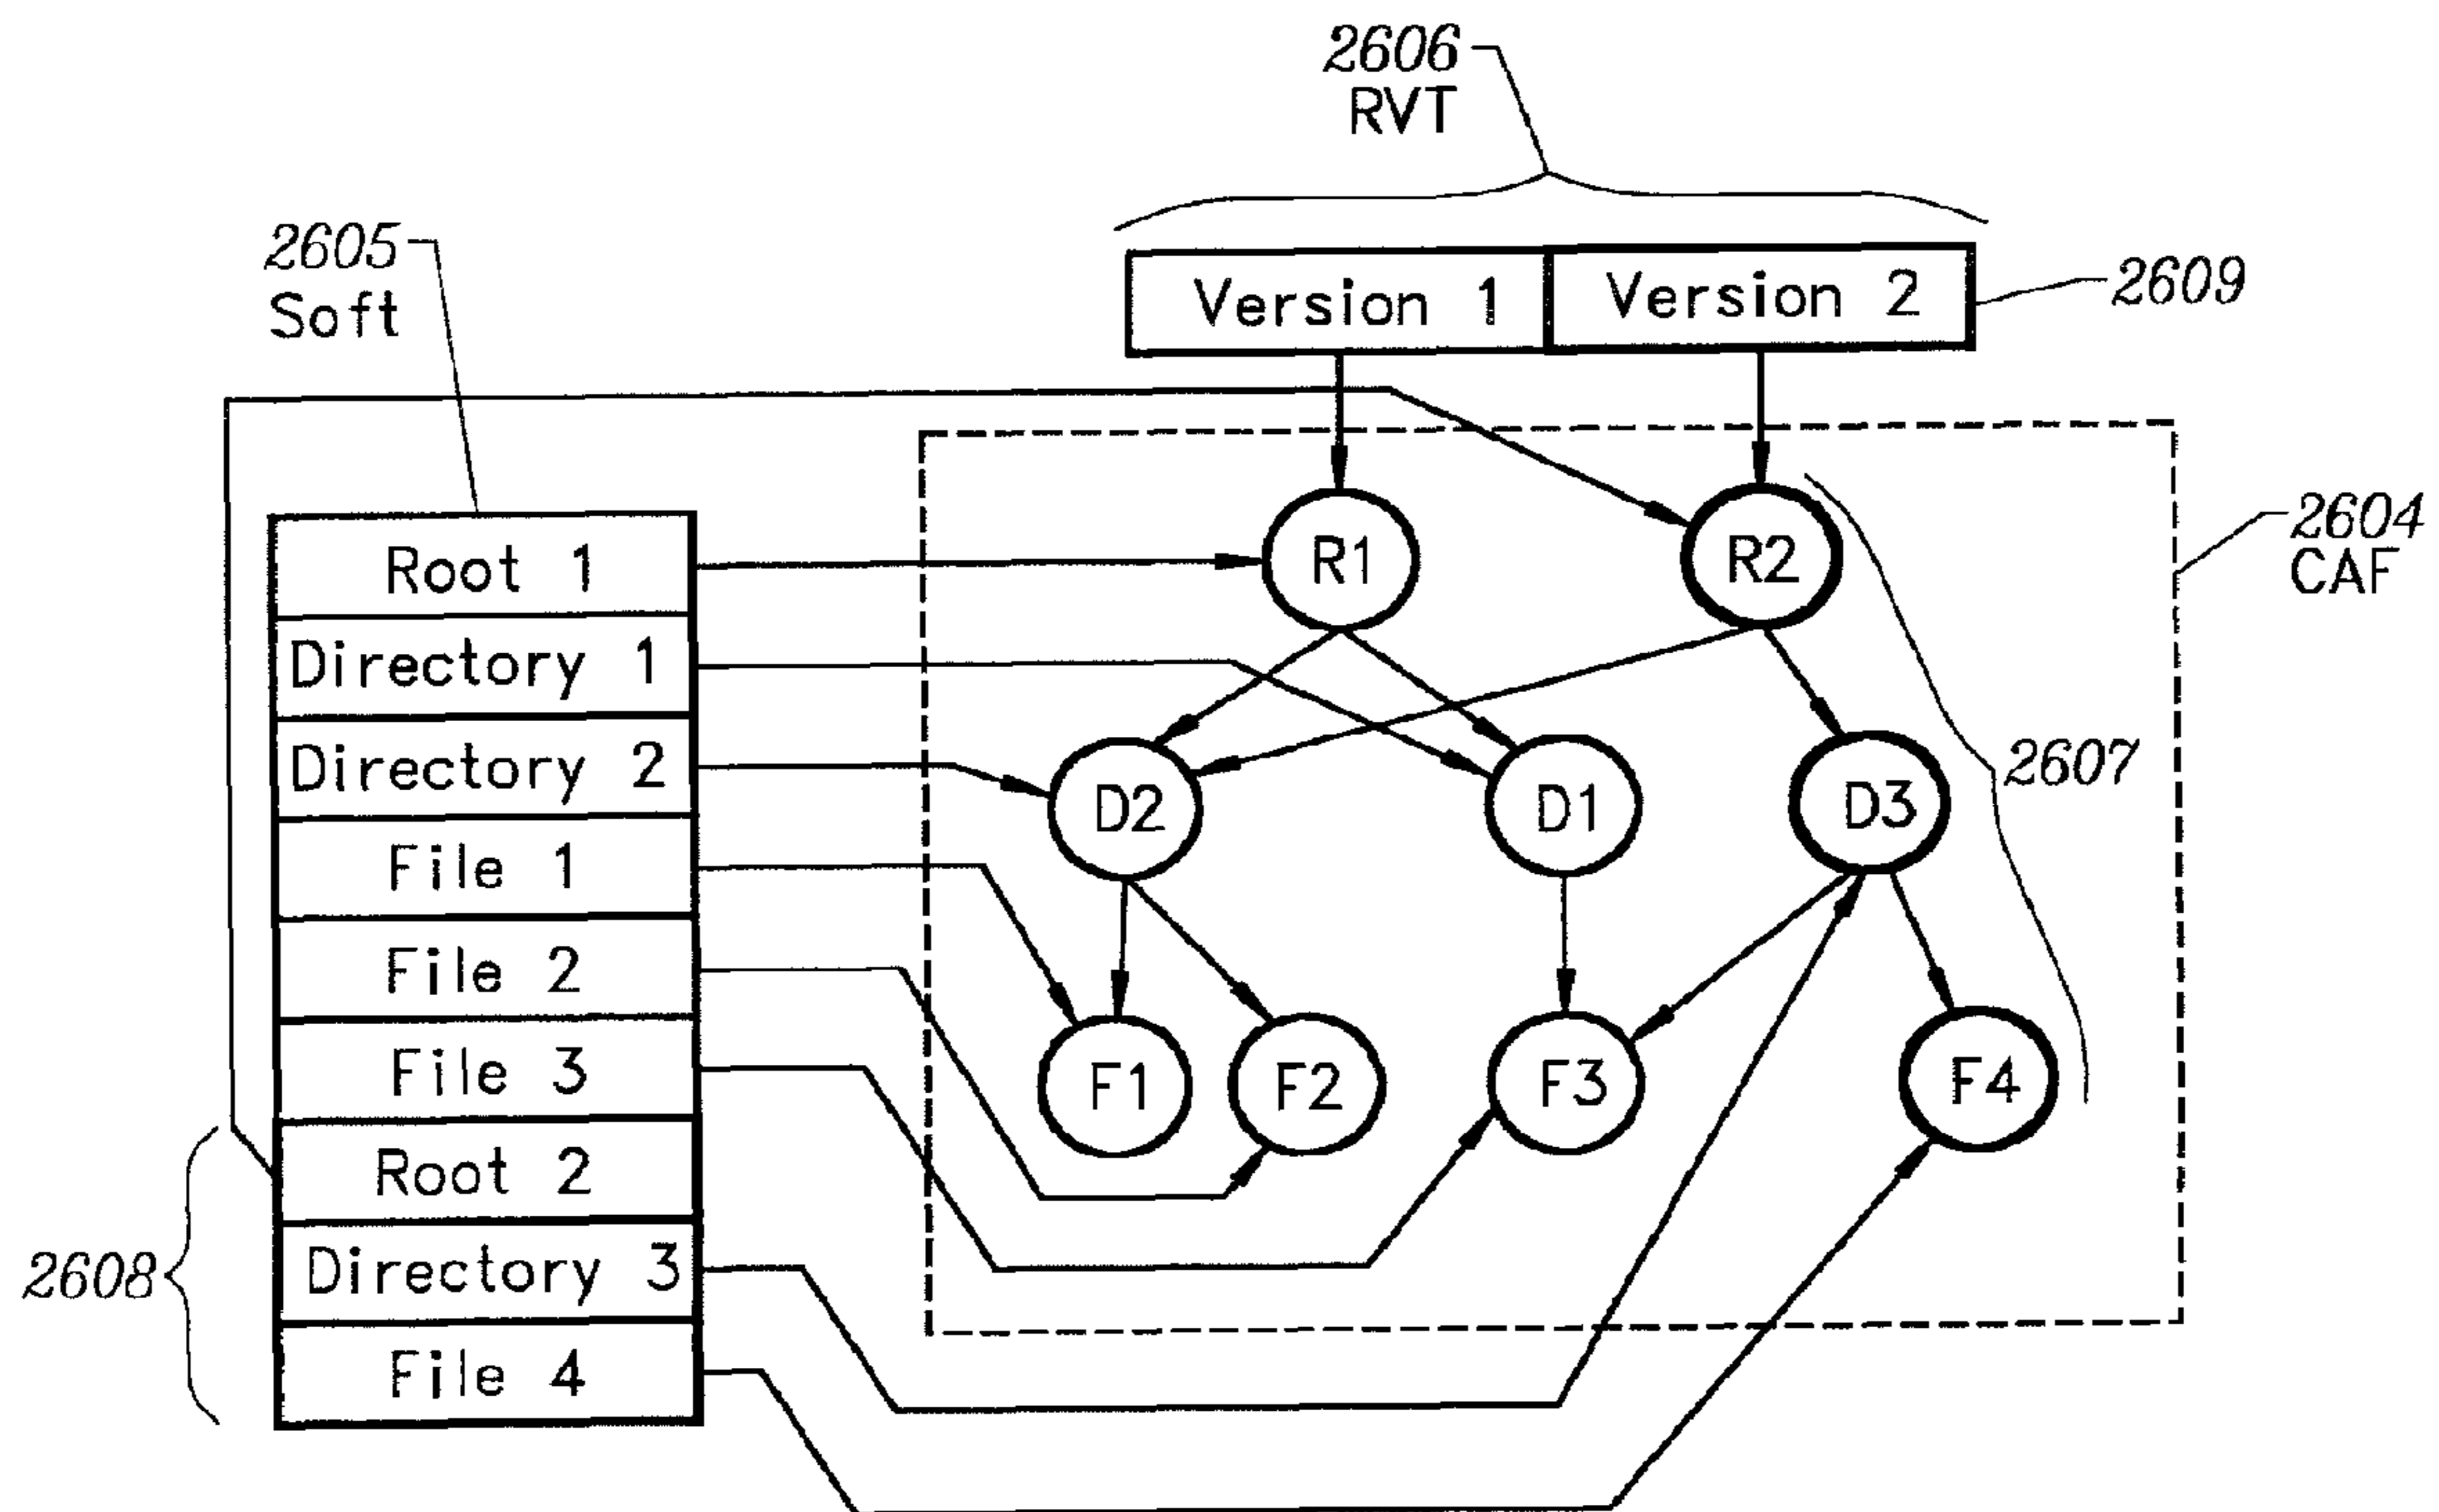 2606
RVT
2605
Soft
Version 1
Version 2
2609
2604
CAF
Root 1
Directory 1
Directory 2
File 1
File 2
File 3
Root 2
Directory 3
File 4
R1
R2
D2
D1
D3
2607
F1
F2
F3
F4
2608